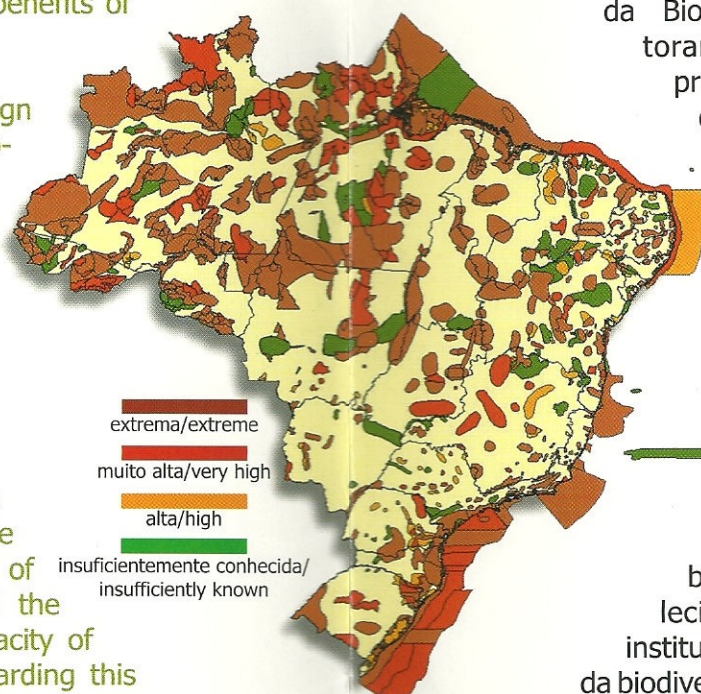 benefits of
gn
-
e
of
the
acity of
arding this
extrema/extreme
muito alta/very high
alta/high
insuficientemente conhecida/
insufficiently known
da Bio
toran
pr
b
leci
institu
da biodive